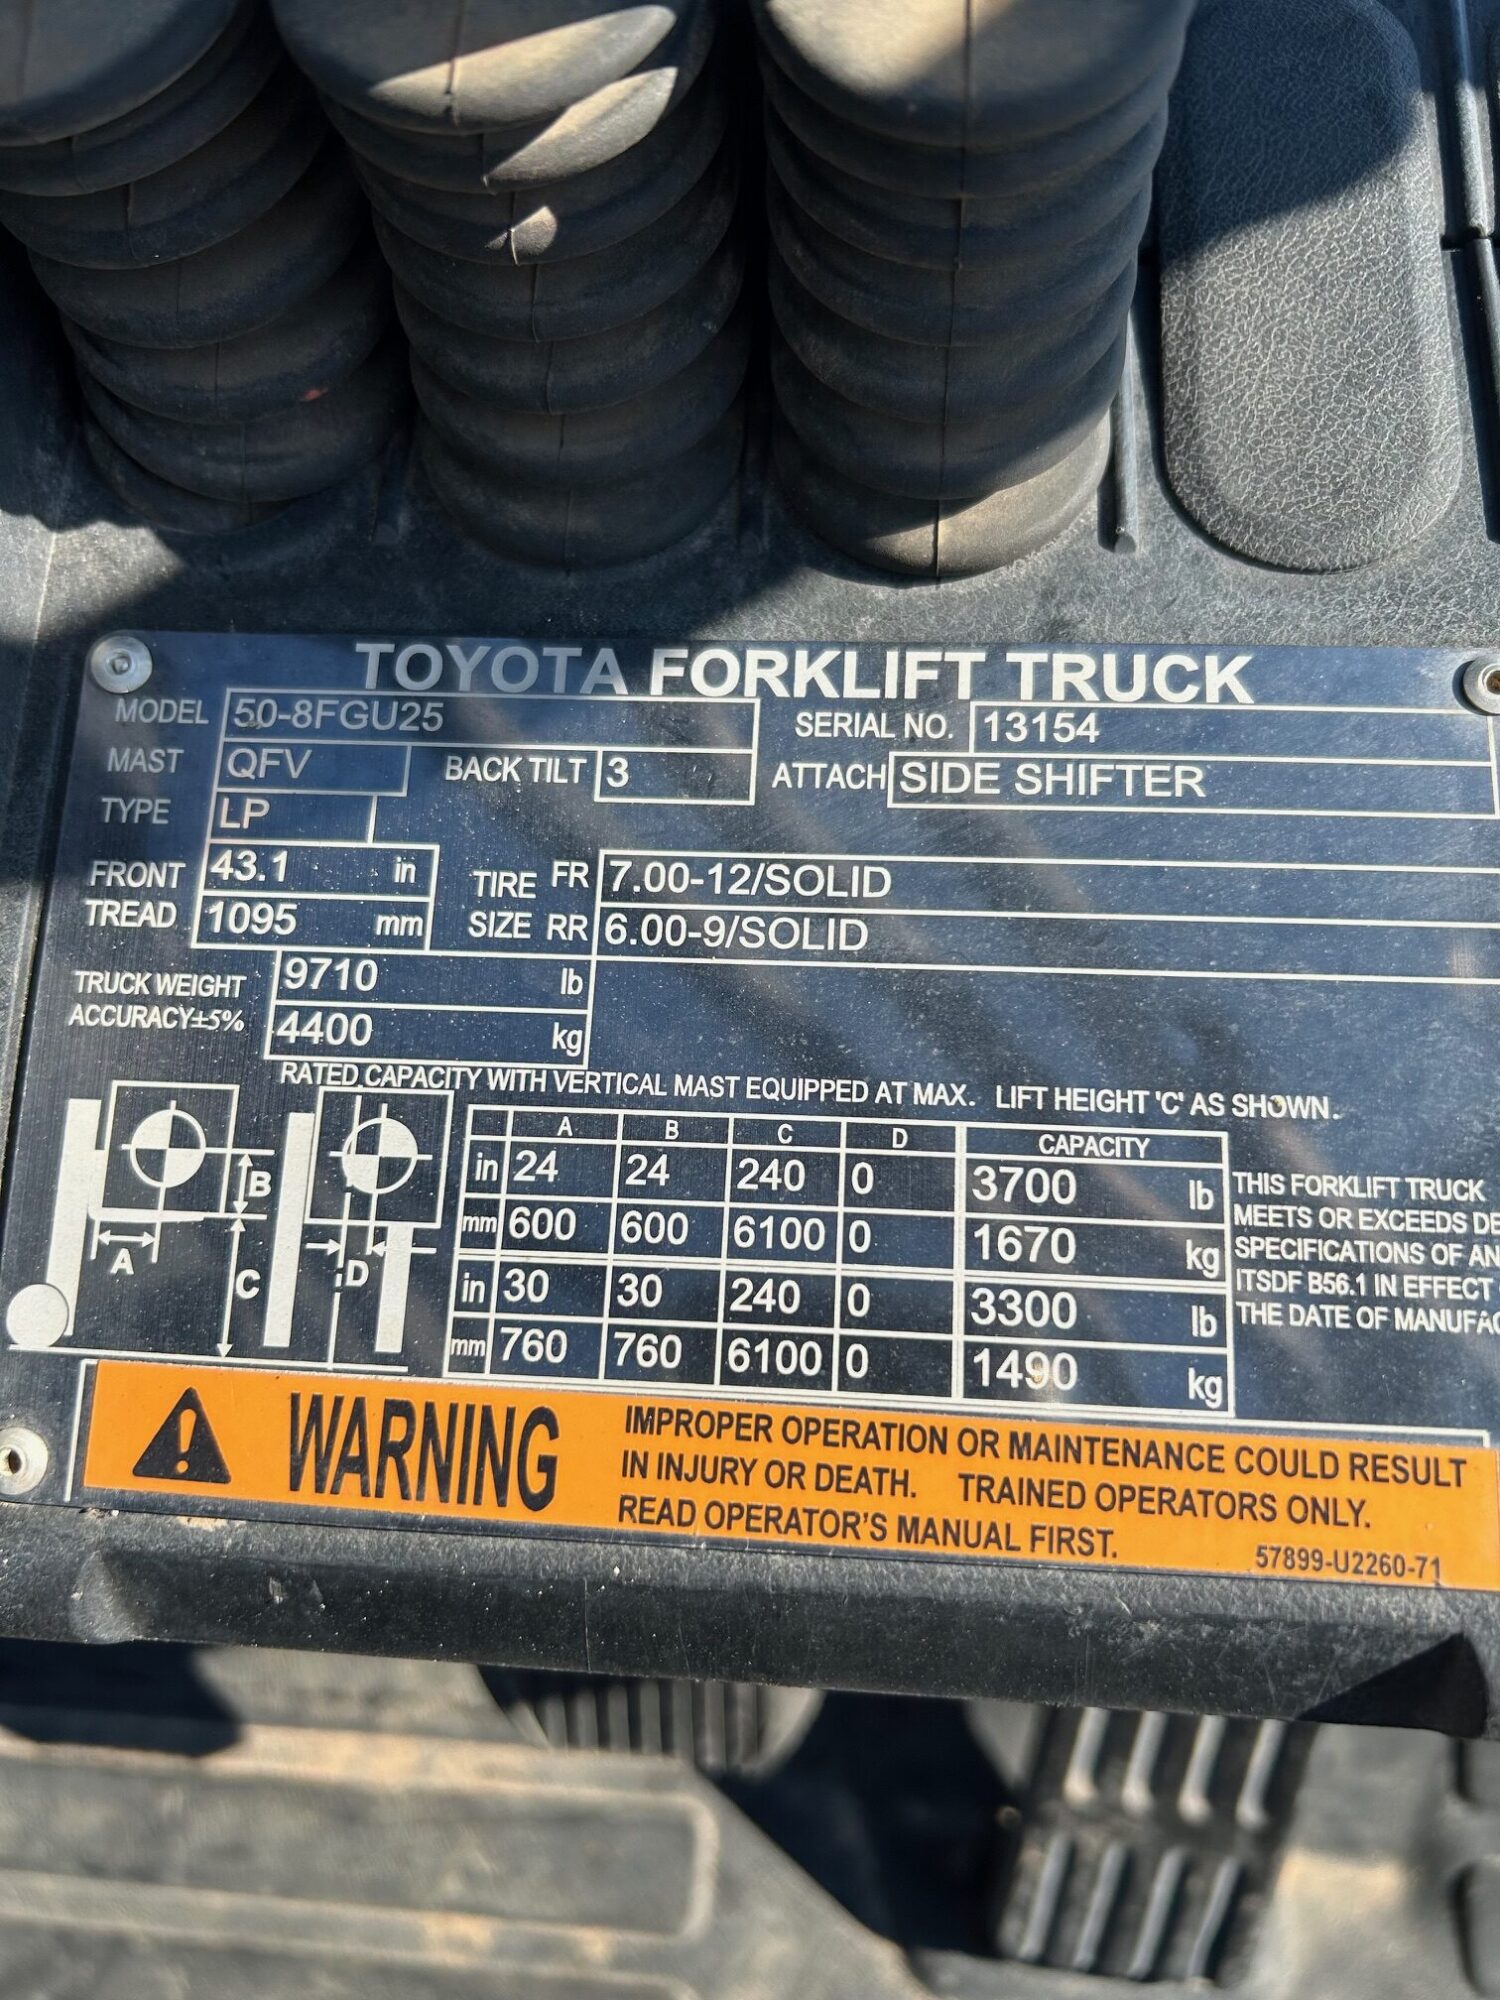 TOYOTA FORKLIFT TRUCK
MODEL 50-8FGU25 SERIAL NO. 13154
MAST QFV BACK TILT 3 ATTACH SIDE SHIFTER
TYPE LP
FRONT 43.1 in TIRE FR 7.00-12/SOLID
TREAD 1095 mm SIZE RR 6.00-9/SOLID
TRUCK WEIGHT 9710 lb
ACCURACY±5% 4400 kg
RATED CAPACITY WITH VERTICAL MAST EQUIPPED AT MAX. LIFT HEIGHT 'C' AS SHOWN.
A B C D CAPACITY
in 24 24 240 0 3700 lb
mm 600 600 6100 0 1670 kg
in 30 30 240 0 3300 lb
mm 760 760 6100 0 1490 kg
B
A
C
D
THIS FORKLIFT TRUCK
MEETS OR EXCEEDS
SPECIFICATIONS OF
ITSDF B56.1 IN EFFECT
THE DATE OF
WARNING
IMPROPER OPERATION OR MAINTENANCE COULD RESULT
IN INJURY OR DEATH. TRAINED OPERATORS ONLY.
READ OPERATOR'S MANUAL FIRST.
57899-U2260-71